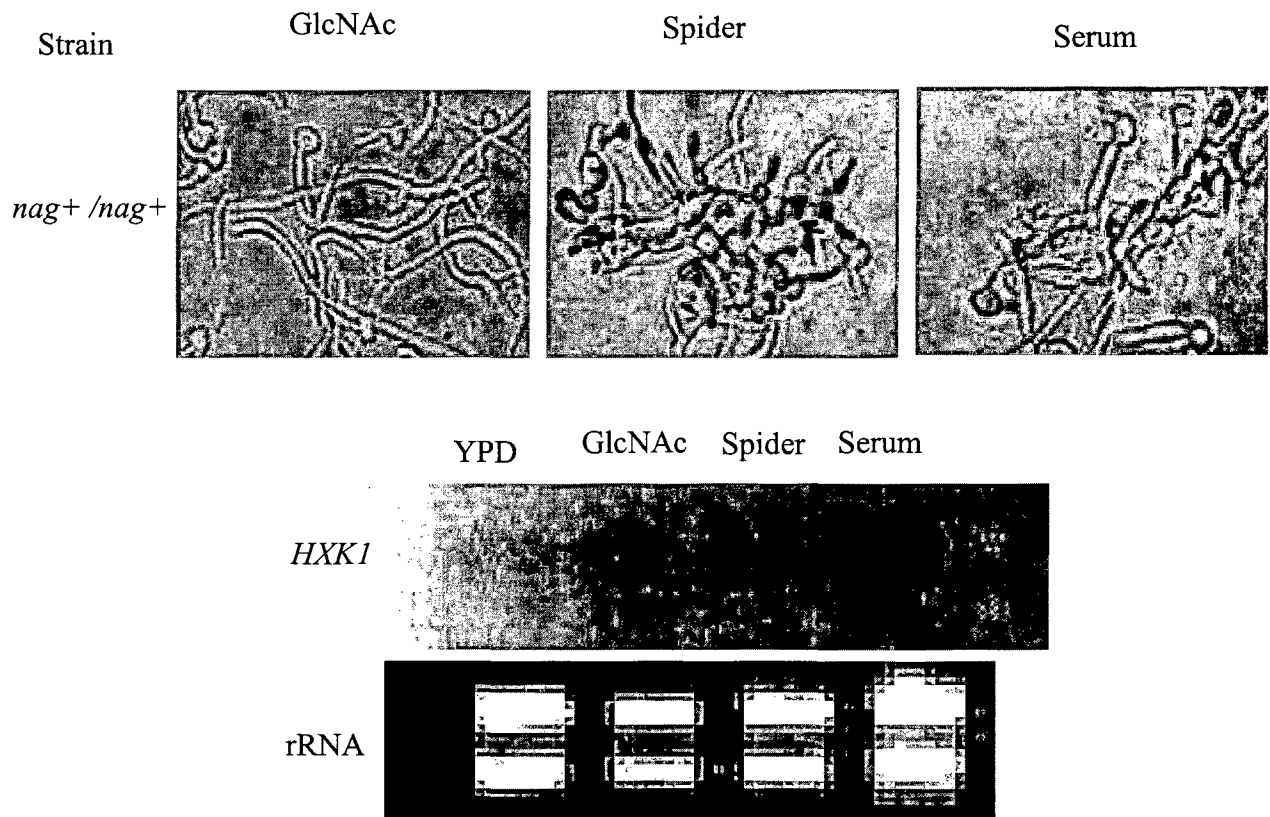 Strain GlcNAc Spider Serum
nag+ /nag+
YPD GlcNAc Spider Serum
HXK1
rRNA